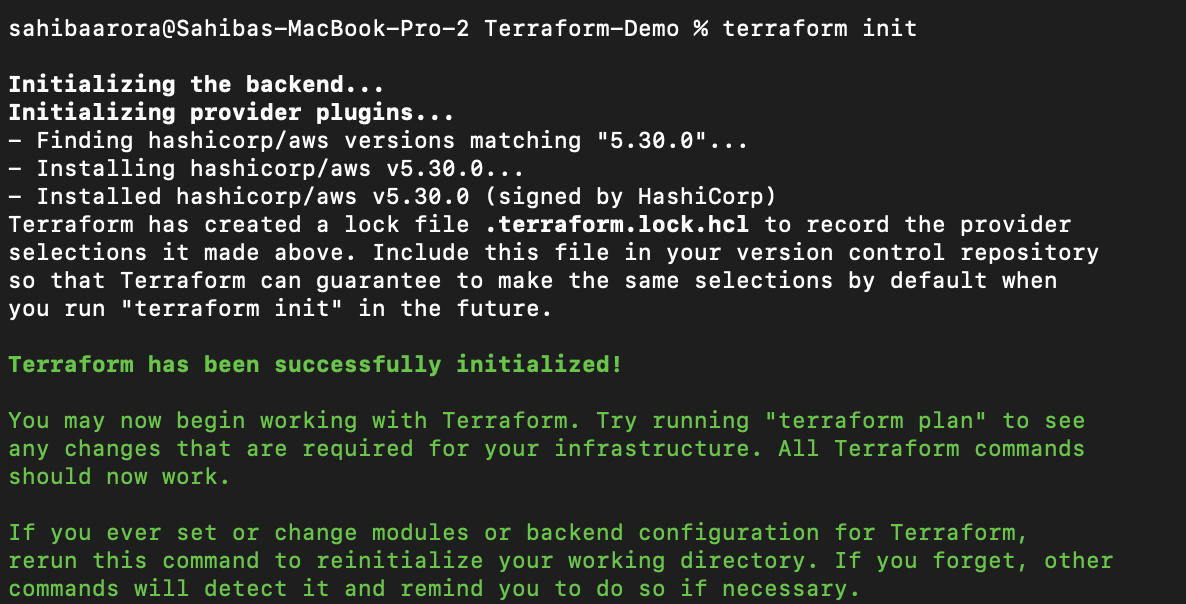 sahibaarora@Sahibas-MacBook-Pro-2 Terraform-Demo % terraform init
Initializing the backend...
Initializing provider plugins...
- Finding hashicorp/aws versions matching "5.30.0"...
- Installing hashicorp/aws v5.30.0...
- Installed hashicorp/aws v5.30.0 (signed by HashiCorp)
Terraform has created a lock file .terraform.lock.hcl to record the provider
selections it made above. Include this file in your version control repository
so that Terraform can guarantee to make the same selections by default when
you run "terraform init" in the future.
Terraform has been successfully initialized!
You may now begin working with Terraform. Try running "terraform plan" to see
any changes that are required for your infrastructure. All Terraform commands
should now work.
If you ever set or change modules or backend configuration for Terraform,
rerun this command to reinitialize your working directory. If you forget, other
commands will detect it and remind you to do so if necessary.